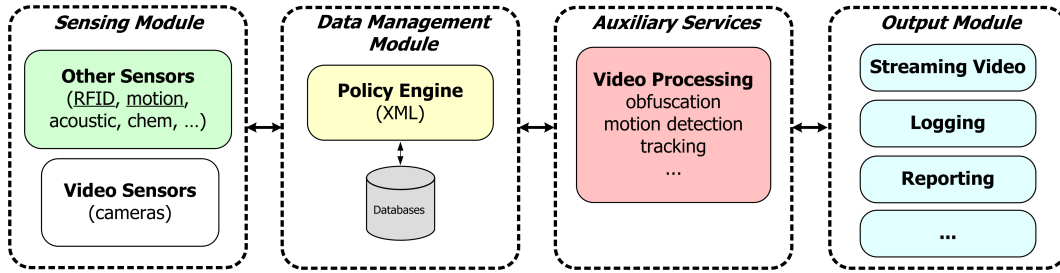 Sensing Module
Other Sensors
(RFID, motion,
acoustic, chem, ...)
Video Sensors
(cameras)
Data Management
Module
Policy Engine
(XML)
Databases
Auxiliary Services
Video Processing
obfuscation
motion detection
tracking
...
Output Module
Streaming Video
Logging
Reporting
...